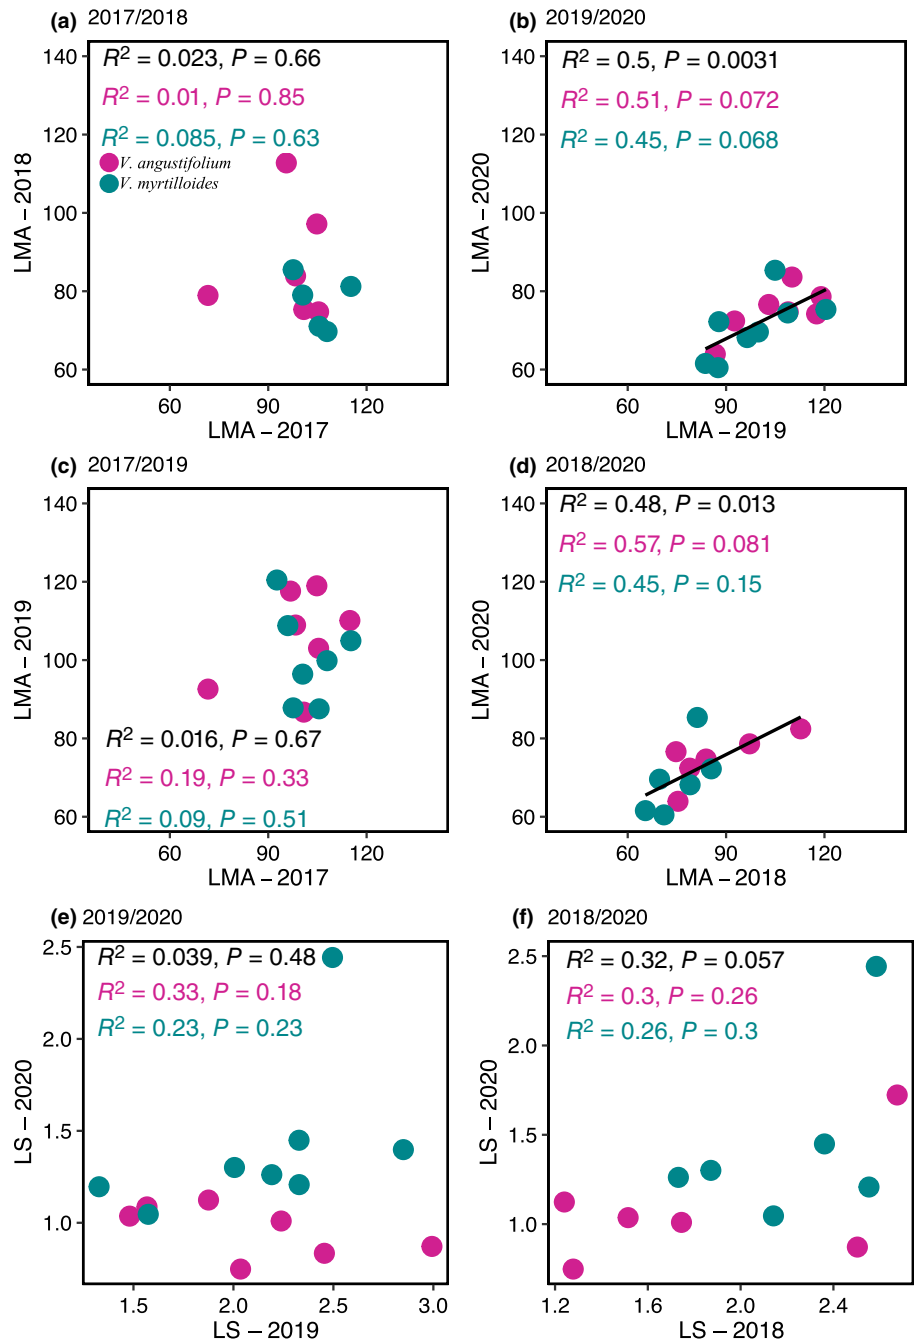 (a) 2017/2018
R2 = 0.023, P = 0.66
R2 = 0.01, P = 0.85
R2 = 0.085, P = 0.63
V. angustifolium
V. myrtilloides
140
120
100
80
60
LMA – 2018
60 90 120
LMA – 2017
(b) 2019/2020
R2 = 0.5, P = 0.0031
R2 = 0.51, P = 0.072
R2 = 0.45, P = 0.068
140
120
100
80
60
LMA – 2020
60 90 120
LMA – 2019
(c) 2017/2019
140
120
100
80
60
LMA – 2019
R2 = 0.016, P = 0.67
R2 = 0.19, P = 0.33
R2 = 0.09, P = 0.51
60 90 120
LMA – 2017
(d) 2018/2020
R2 = 0.48, P = 0.013
R2 = 0.57, P = 0.081
R2 = 0.45, P = 0.15
140
120
100
80
60
LMA – 2020
60 90 120
LMA – 2018
(e) 2019/2020
R2 = 0.039, P = 0.48
R2 = 0.33, P = 0.18
R2 = 0.23, P = 0.23
2.5
2.0
1.5
1.0
LS – 2020
1.5 2.0 2.5 3.0
LS – 2019
(f) 2018/2020
R2 = 0.32, P = 0.057
R2 = 0.3, P = 0.26
R2 = 0.26, P = 0.3
2.5
2.0
1.5
1.0
LS – 2020
1.2 1.6 2.0 2.4
LS – 2018